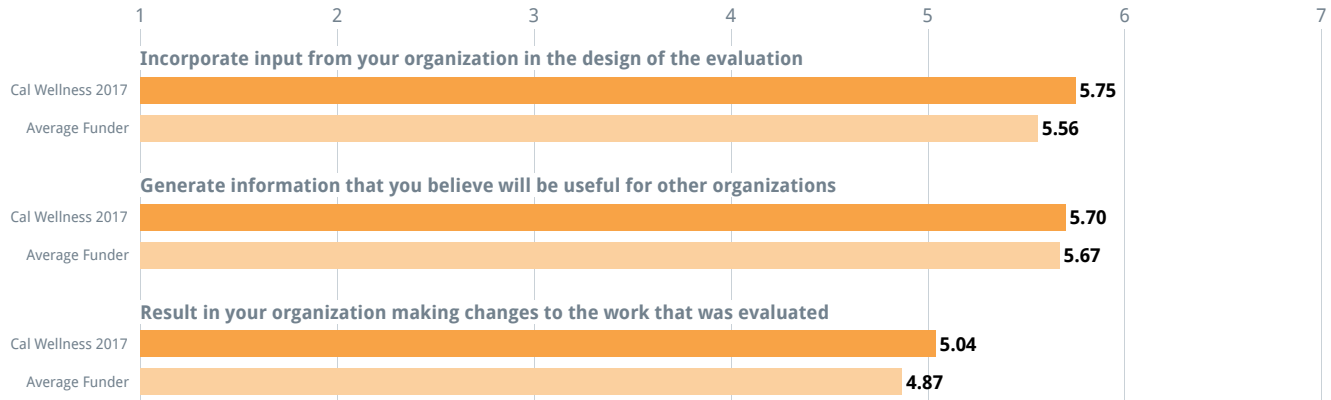 1 2 3 4 5 6 7
Incorporate input from your organization in the design of the evaluation
Cal Wellness 2017 5.75
Average Funder 5.56
Generate information that you believe will be useful for other organizations
Cal Wellness 2017 5.70
Average Funder 5.67
Result in your organization making changes to the work that was evaluated
Cal Wellness 2017 5.04
Average Funder 4.87